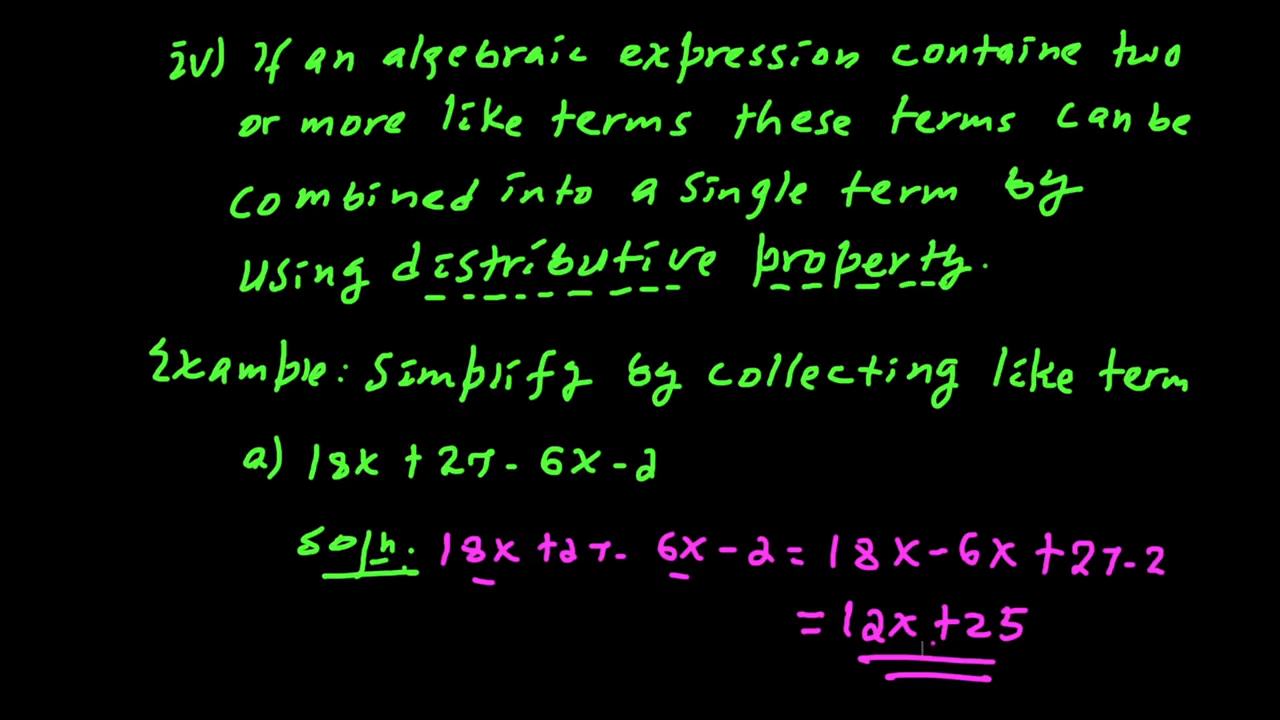 iv) If an algebraic expression containe two
or more like terms these terms can be
combined into a single term by
using distributive property.
Example: Simplify by collecting like term
a) 18x + 27 - 6x - 2
Soln: 18x + 27 - 6x - 2 = 18x - 6x + 27 - 2
= 12x + 25